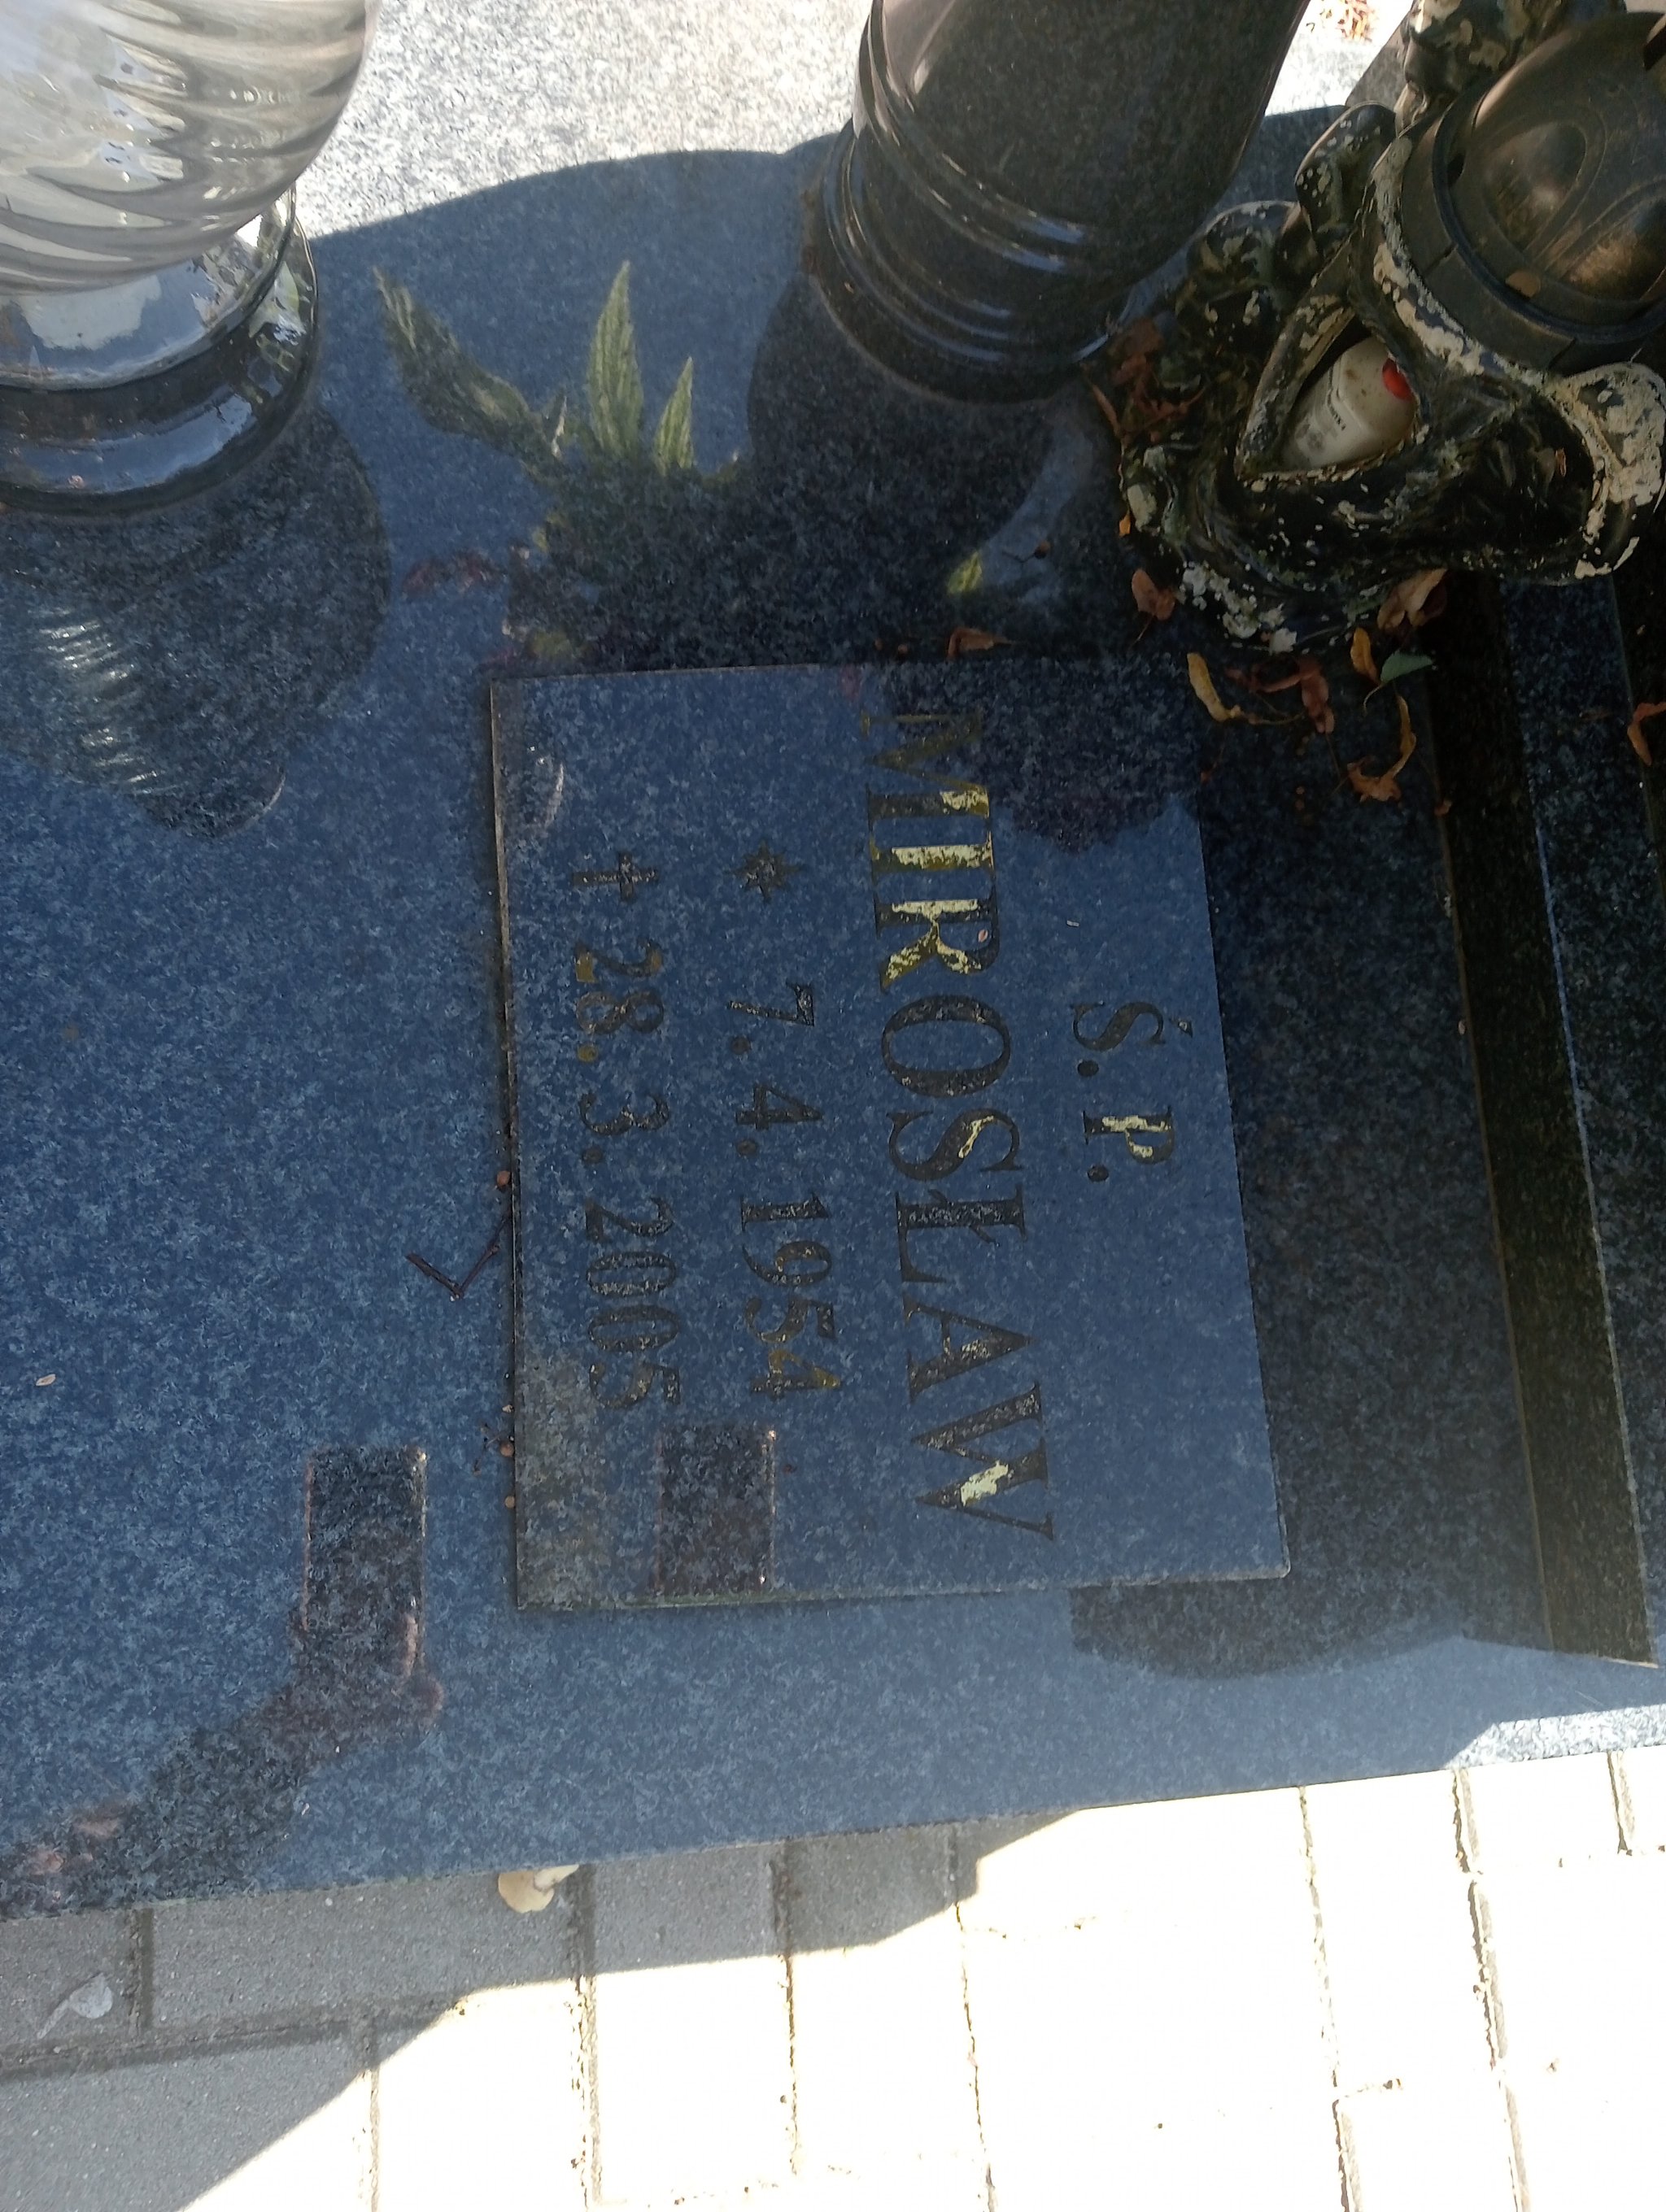 Ś. P.
MIROSŁAW
* 7. 4. 1954
† 28. 3. 2005